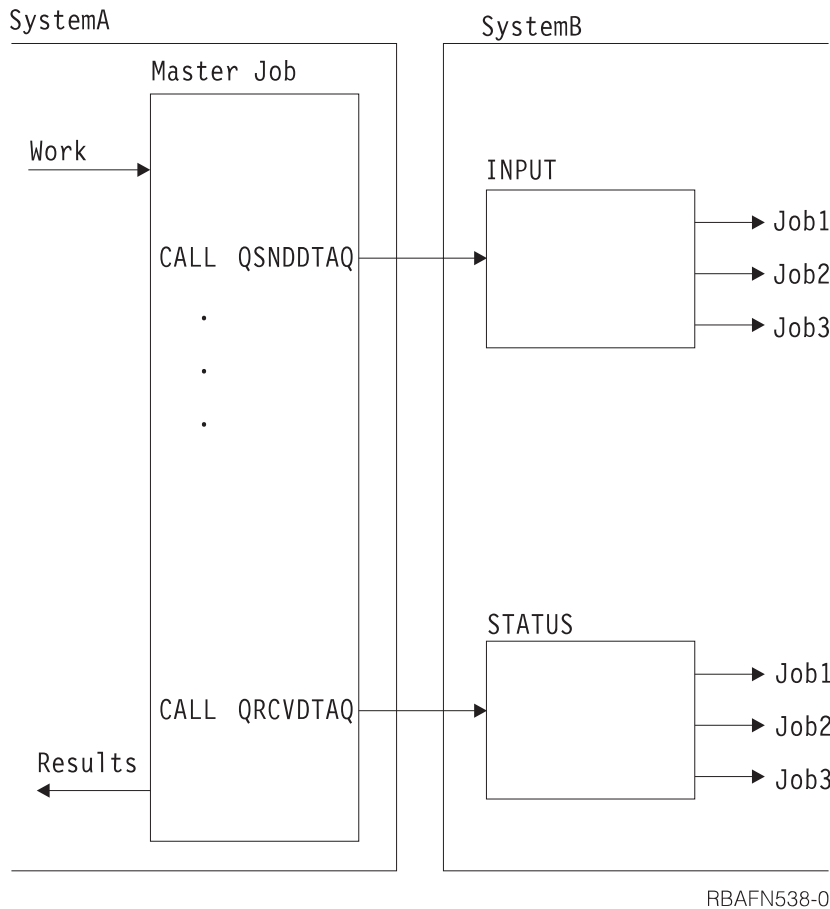 SystemA
SystemB
Master Job
Work
INPUT
Job1
CALL QSNDDTAQ
Job2
Job3
.
.
.
STATUS
Job1
CALL QRCVDTAQ
Job2
Results
Job3
RBAFN538-0